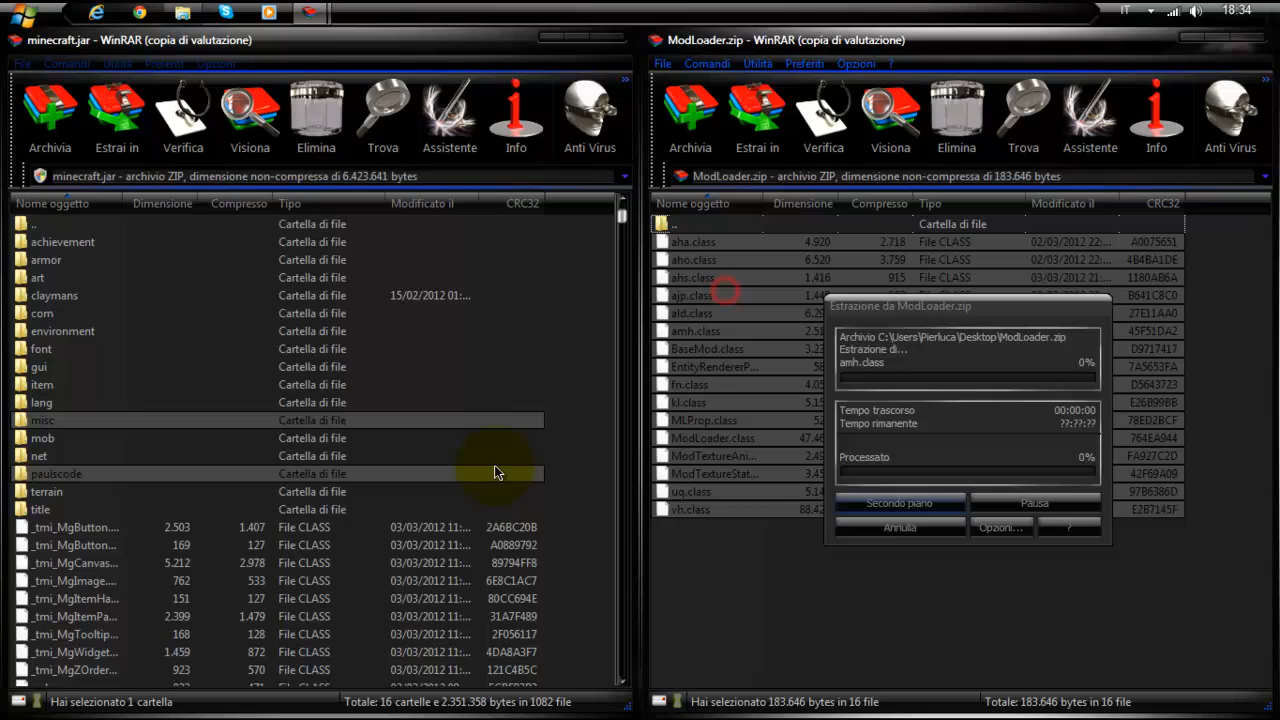 IT 18:34
minecraft.jar - WinRAR (copia di valutazione)
File Comandi Utilità Preferiti Opzioni ?
Archivia Estrai in Verifica Visiona Elimina Trova Assistente Info Anti Virus
minecraft.jar - archivio ZIP, dimensione non-compressa di 6.423.641 bytes
Nome oggetto Dimensione Compresso Tipo Modificato il CRC32
.. Cartella di file
achievement Cartella di file
armor Cartella di file
art Cartella di file
claymans Cartella di file 15/02/2012 01:...
com Cartella di file
environment Cartella di file
font Cartella di file
gui Cartella di file
item Cartella di file
lang Cartella di file
misc Cartella di file
mob Cartella di file
net Cartella di file
paulscode Cartella di file
terrain Cartella di file
title Cartella di file
_tmi_MgButton.... 2.503 1.407 File CLASS 03/03/2012 11:... 2A6BC20B
_tmi_MgButton... 169 127 File CLASS 03/03/2012 11:... A0889792
_tmi_MgCanvas... 5.212 2.978 File CLASS 03/03/2012 11:... 89794FF8
_tmi_MgImage.... 762 533 File CLASS 03/03/2012 11:... 6E8C1AC7
_tmi_MgItemHa... 151 127 File CLASS 03/03/2012 11:... 80CC694E
_tmi_MgItemPa... 2.399 1.479 File CLASS 03/03/2012 11:... 31A7F489
_tmi_MgTooltip... 168 128 File CLASS 03/03/2012 11:... 2F056117
_tmi_MgWidget... 1.459 872 File CLASS 03/03/2012 11:... 4DA8A3F7
_tmi_MgZOrder... 923 570 File CLASS 03/03/2012 11:... 121C4B5C
Hai selezionato 1 cartella Totale: 16 cartelle e 2.351.358 bytes in 1082 file
ModLoader.zip - WinRAR (copia di valutazione)
File Comandi Utilità Preferiti Opzioni ?
Archivia Estrai in Verifica Visiona Elimina Trova Assistente Info Anti Virus
ModLoader.zip - archivio ZIP, dimensione non-compressa di 183.646 bytes
Nome oggetto Dimensione Compresso Tipo Modificato il CRC32
.. Cartella di file
aha.class 4.920 2.718 File CLASS 02/03/2012 22:... A0075651
aho.class 6.520 3.759 File CLASS 02/03/2012 22:... 4B4BA1DE
ahs.class 1.416 915 File CLASS 03/03/2012 21:... 1180AB6A
ajp.class B641C8C0
ald.class 27E11AA0
amh.class 45F51DA2
BaseMod.class D9717417
EntityRendererP... 7A5653FA
fn.class D5643723
kl.class E26B99BB
MLProp.class 78ED2BCF
ModLoader.class 764EA944
ModTextureAni... FA927C2D
ModTextureStat... 42F69A09
uq.class 97B6386D
vh.class E2B7145F
Estrazione da ModLoader.zip
Archivio C:\Users\Pierluca\Desktop\ModLoader.zip
Estrazione di...
amh.class 0%
Tempo trascorso 00:00:00
Tempo rimanente ??:??:??
Processato 0%
Secondo piano Pausa
Annulla Opzioni... ?
Hai selezionato 183.646 bytes in 16 file Totale: 183.646 bytes in 16 file